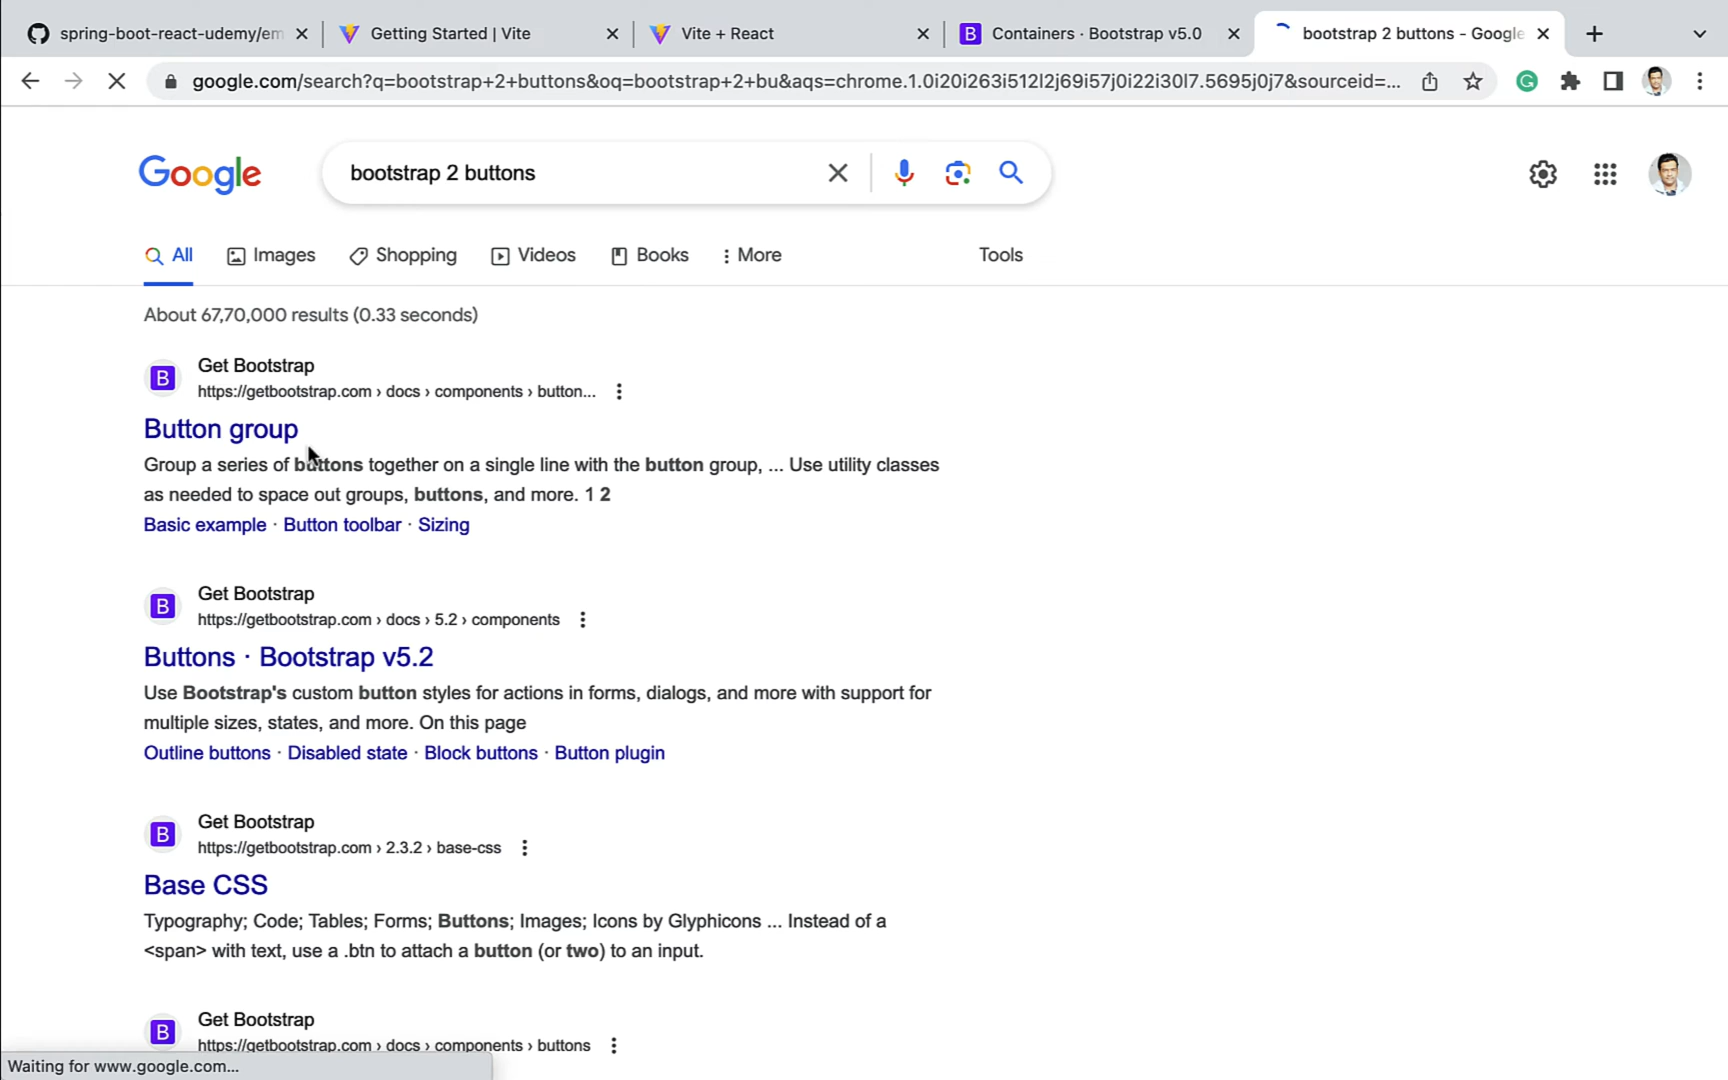 spring-boot-react-udemy/em
Getting Started | Vite
Vite + React
Containers · Bootstrap v5.0
bootstrap 2 buttons - Google
google.com/search?q=bootstrap+2+buttons&oq=bootstrap+2+bu&aqs=chrome.1.0i20i263i512l2j69i57j0i22i30l7.5695j0j7&sourceid=...
Google
bootstrap 2 buttons
All
Images
Shopping
Videos
Books
More
Tools
About 67,70,000 results (0.33 seconds)
B
Get Bootstrap
https://getbootstrap.com › docs › components › button...
Button group
Group a series of buttons together on a single line with the button group, ... Use utility classes
as needed to space out groups, buttons, and more. 1 2
Basic example · Button toolbar · Sizing
B
Get Bootstrap
https://getbootstrap.com › docs › 5.2 › components
Buttons · Bootstrap v5.2
Use Bootstrap's custom button styles for actions in forms, dialogs, and more with support for
multiple sizes, states, and more. On this page
Outline buttons · Disabled state · Block buttons · Button plugin
B
Get Bootstrap
https://getbootstrap.com › 2.3.2 › base-css
Base CSS
Typography; Code; Tables; Forms; Buttons; Images; Icons by Glyphicons ... Instead of a
<span> with text, use a .btn to attach a button (or two) to an input.
B
Get Bootstrap
https://getbootstrap.com › docs › components › buttons
Waiting for www.google.com...